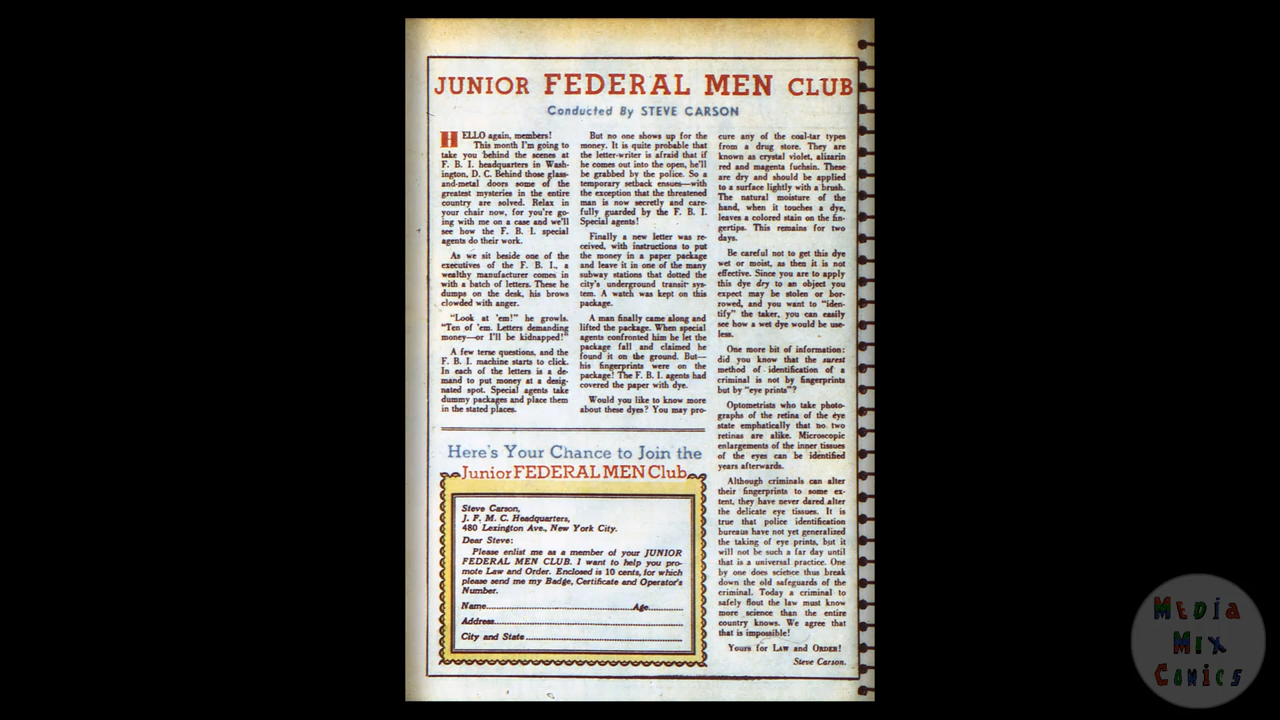 JUNIOR FEDERAL MEN CLUB
Conducted By STEVE CARSON
HELLO again, members!
This month I'm going to
take you behind the scenes at
F. B. I. headquarters in Wash-
ington, D. C. Behind those glass-
and-metal doors some of the
greatest mysteries in the entire
country are solved. Relax in
your chair now, for you're go-
ing with me on a case and we'll
see how the F. B. I. special
agents do their work.
As we sit beside one of the
executives of the F. B. I., a
wealthy manufacturer comes in
with a batch of letters. These he
dumps on the desk, his brows
clowded with anger.
"Look at 'em!" he growls.
"Ten of 'em. Letters demanding
money—or I'll be kidnapped!"
A few terse questions, and the
F. B. I. machine starts to click.
In each of the letters is a de-
mand to put money at a desig-
nated spot. Special agents take
dummy packages and place them
in the stated places.
But no one shows up for the
money. It is quite probable that
the letter-writer is afraid that if
he comes out into the open, he'll
be grabbed by the police. So a
temporary setback ensues—with
the exception that the threatened
man is now secretly and care-
fully guarded by the F. B. I.
Special agents!
Finally a new letter was re-
ceived, with instructions to put
the money in a paper package
and leave it in one of the many
subway stations that dotted the
city's underground transit sys-
tem. A watch was kept on this
package.
A man finally came along and
lifted the package. When special
agents confronted him he let the
package fall and claimed he
found it on the ground. But—
his fingerprints were on the
package! The F. B. I. agents had
covered the paper with dye.
Would you like to know more
about these dyes? You may pro-
cure any of the coal-tar types
from a drug store. They are
known as crystal violet, alizarin
red and magenta fuchsin. These
are dry and should be applied
to a surface lightly with a brush.
The natural moisture of the
hand, when it touches a dye,
leaves a colored stain on the fin-
gertips. This remains for two
days.
Be careful not to get this dye
wet or moist, as then it is not
effective. Since you are to apply
this dye dry to an object you
expect may be stolen or bor-
rowed, and you want to "iden-
tify" the taker, you can easily
see how a wet dye would be use-
less.
One more bit of information:
did you know that the surest
method of identification of a
criminal is not by fingerprints
but by "eye prints"?
Optometrists who take photo-
graphs of the retina of the eye
state emphatically that no two
retinas are alike. Microscopic
enlargements of the inner tissues
of the eyes can be identified
years afterwards.
Although criminals can alter
their fingerprints to some ex-
tent, they have never dared alter
the delicate eye tissues. It is
true that police identification
bureaus have not yet generalized
the taking of eye prints, but it
will not be such a far day until
that is a universal practice. One
by one does science thus break
down the old safeguards of the
criminal. Today a criminal to
safely flout the law must know
more science than the entire
country knows. We agree that
that is impossible!
Yours for LAW and ORDER!
Steve Carson.
Here's Your Chance to Join the
Junior FEDERAL MEN Club
Steve Carson,
J. F. M. C. Headquarters,
480 Lexington Ave., New York City.
Dear Steve:
Please enlist me as a member of your JUNIOR
FEDERAL MEN CLUB. I want to help you pro-
mote Law and Order. Enclosed is 10 cents, for which
please send me my Badge, Certificate and Operator's
Number.
Name Age
Address
City and State
MEDIA
MIX
COMICS